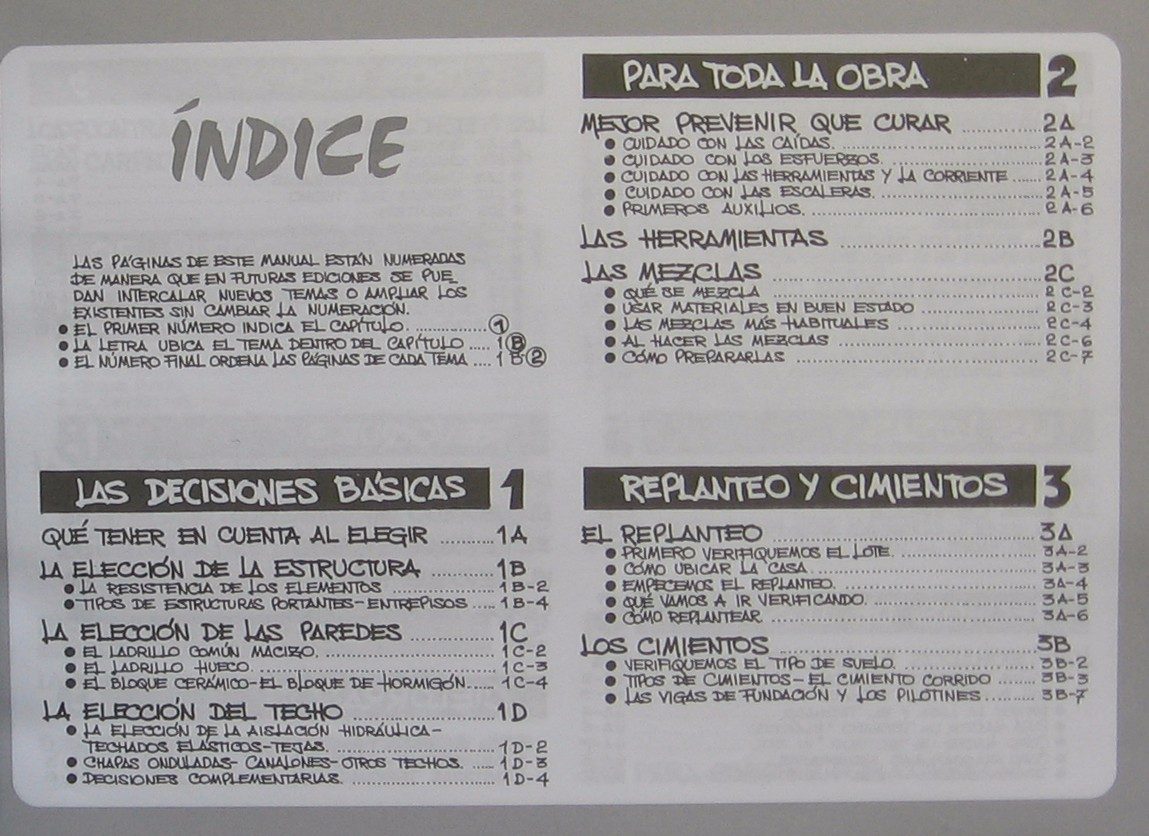 ÍNDICE
LAS PÁGINAS DE ESTE MANUAL ESTÁN NUMERADAS
DE MANERA QUE EN FUTURAS EDICIONES SE PUE
DAN INTERCALAR NUEVOS TEMAS O AMPLIAR LOS
EXISTENTES SIN CAMBIAR LA NUMERACIÓN.
● EL PRIMER NÚMERO INDICA EL CAPÍTULO. ............ 1
● LA LETRA UBICA EL TEMA DENTRO DEL CAPÍTULO ..... 1 B
● EL NÚMERO FINAL ORDENA LAS PÁGINAS DE CADA TEMA .... 1 B 2
LAS DECISIONES BÁSICAS 1
QUÉ TENER EN CUENTA AL ELEGIR ......... 1A
LA ELECCIÓN DE LA ESTRUCTURA .......... 1B
● LA RESISTENCIA DE LOS ELEMENTOS ............... 1B-2
● TIPOS DE ESTRUCTURAS PORTANTES-ENTREPISOS .... 1B-4
LA ELECCIÓN DE LAS PAREDES ............. 1C
● EL LADRILLO COMÚN MACIZO. ...................... 1C-2
● EL LADRILLO HUECO. ............................. 1C-3
● EL BLOQUE CERÁMICO-EL BLOQUE DE HORMIGÓN...... 1C-4
LA ELECCIÓN DEL TECHO .................. 1D
● LA ELECCIÓN DE LA AISLACIÓN HIDRÁULICA-
TECHADOS ELÁSTICOS-TEJAS. ...................... 1D-2
● CHAPAS ONDULADAS- CANALONES-OTROS TECHOS. ..... 1D-3
● DECISIONES COMPLEMENTARIAS. ................... 1D-4
PARA TODA LA OBRA 2
MEJOR PREVENIR QUE CURAR ............ 2A
● CUIDADO CON LAS CAÍDAS. ........................ 2A-2
● CUIDADO CON LOS ESFUERZOS. ..................... 2A-3
● CUIDADO CON LAS HERRAMIENTAS Y LA CORRIENTE ..... 2A-4
● CUIDADO CON LAS ESCALERAS. ..................... 2A-5
● PRIMEROS AUXILIOS. ............................. 2A-6
LAS HERRAMIENTAS ........................ 2B
LAS MEZCLAS ............................. 2C
● QUÉ SE MEZCLA .................................. 2C-2
● USAR MATERIALES EN BUEN ESTADO ................. 2C-3
● LAS MEZCLAS MÁS HABITUALES ..................... 2C-4
● AL HACER LAS MEZCLAS ........................... 2C-6
● CÓMO PREPARARLAS ............................... 2C-7
REPLANTEO Y CIMIENTOS 3
EL REPLANTEO ............................ 3A
● PRIMERO VERIFIQUEMOS EL LOTE. .................. 3A-2
● CÓMO UBICAR LA CASA ............................ 3A-3
● EMPECEMOS EL REPLANTEO. ........................ 3A-4
● QUÉ VAMOS A IR VERIFICANDO. .................... 3A-5
● CÓMO REPLANTEAR ................................ 3A-6
LOS CIMIENTOS ........................... 3B
● VERIFIQUEMOS EL TIPO DE SUELO. ................. 3B-2
● TIPOS DE CIMIENTOS-EL CIMIENTO CORRIDO ........ 3B-3
● LAS VIGAS DE FUNDACIÓN Y LOS PILOTINES ........ 3B-7